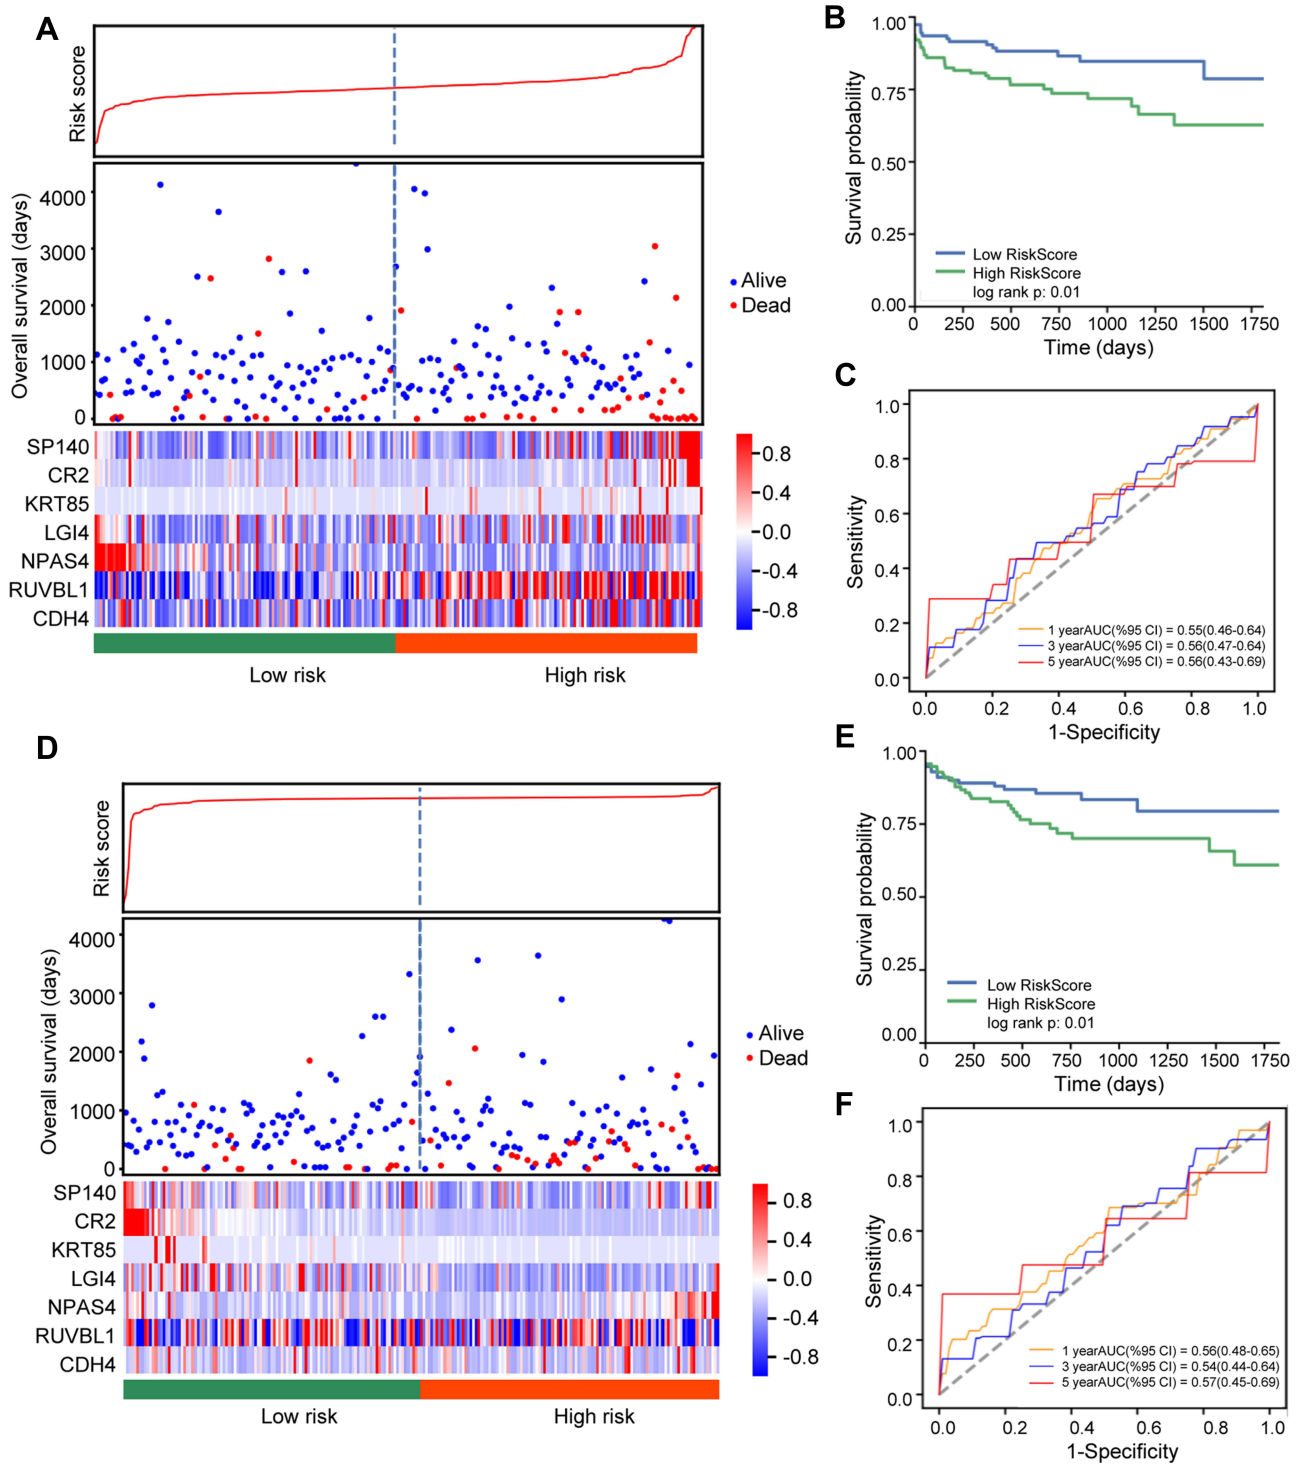 A
Risk score
Overall survival (days)
4000
3000
2000
1000
0
Alive
Dead
SP140
CR2
KRT85
LGI4
NPAS4
RUVBL1
CDH4
0.8
0.4
0.0
-0.4
-0.8
Low risk
High risk
B
Survival probability
1.00
0.75
0.50
0.25
0.00
Low RiskScore
High RiskScore
log rank p: 0.01
0 250 500 750 1000 1250 1500 1750
Time (days)
C
Sensitivity
1.0
0.8
0.6
0.4
0.2
0.0
1 yearAUC(%95 CI) = 0.55(0.46-0.64)
3 yearAUC(%95 CI) = 0.56(0.47-0.64)
5 yearAUC(%95 CI) = 0.56(0.43-0.69)
0.0 0.2 0.4 0.6 0.8 1.0
1-Specificity
D
Risk score
Overall survival (days)
4000
3000
2000
1000
0
Alive
Dead
SP140
CR2
KRT85
LGI4
NPAS4
RUVBL1
CDH4
0.8
0.4
0.0
-0.4
-0.8
Low risk
High risk
E
Survival probability
1.00
0.75
0.50
0.25
0.00
Low RiskScore
High RiskScore
log rank p: 0.01
0 250 500 750 1000 1250 1500 1750
Time (days)
F
Sensitivity
1.0
0.8
0.6
0.4
0.2
0.0
1 yearAUC(%95 CI) = 0.56(0.48-0.65)
3 yearAUC(%95 CI) = 0.54(0.44-0.64)
5 yearAUC(%95 CI) = 0.57(0.45-0.69)
0.0 0.2 0.4 0.6 0.8 1.0
1-Specificity